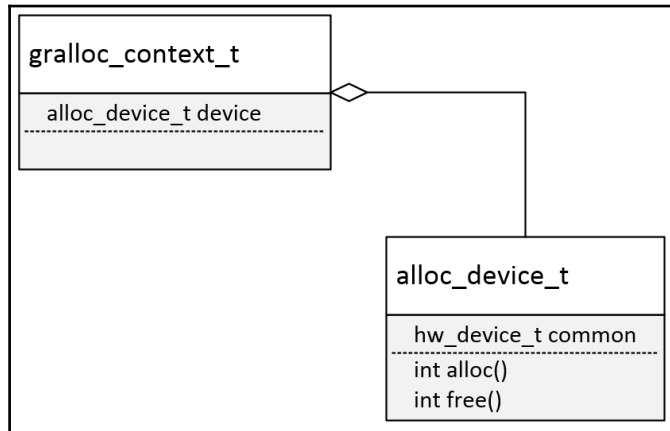 gralloc_context_t
alloc_device_t device
alloc_device_t
hw_device_t common
int alloc()
int free()